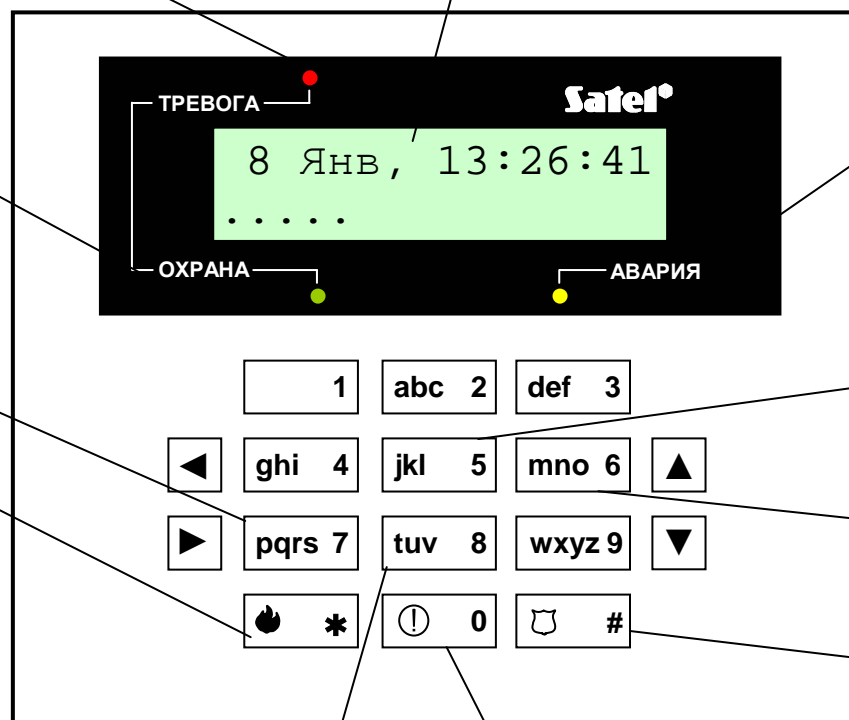 Satel
ТРЕВОГА
8 Янв, 13:26:41
.....
ОХРАНА
АВАРИЯ
1 abc 2 def 3
ghi 4 jkl 5 mno 6
pqrs 7 tuv 8 wxyz 9
* 0 #